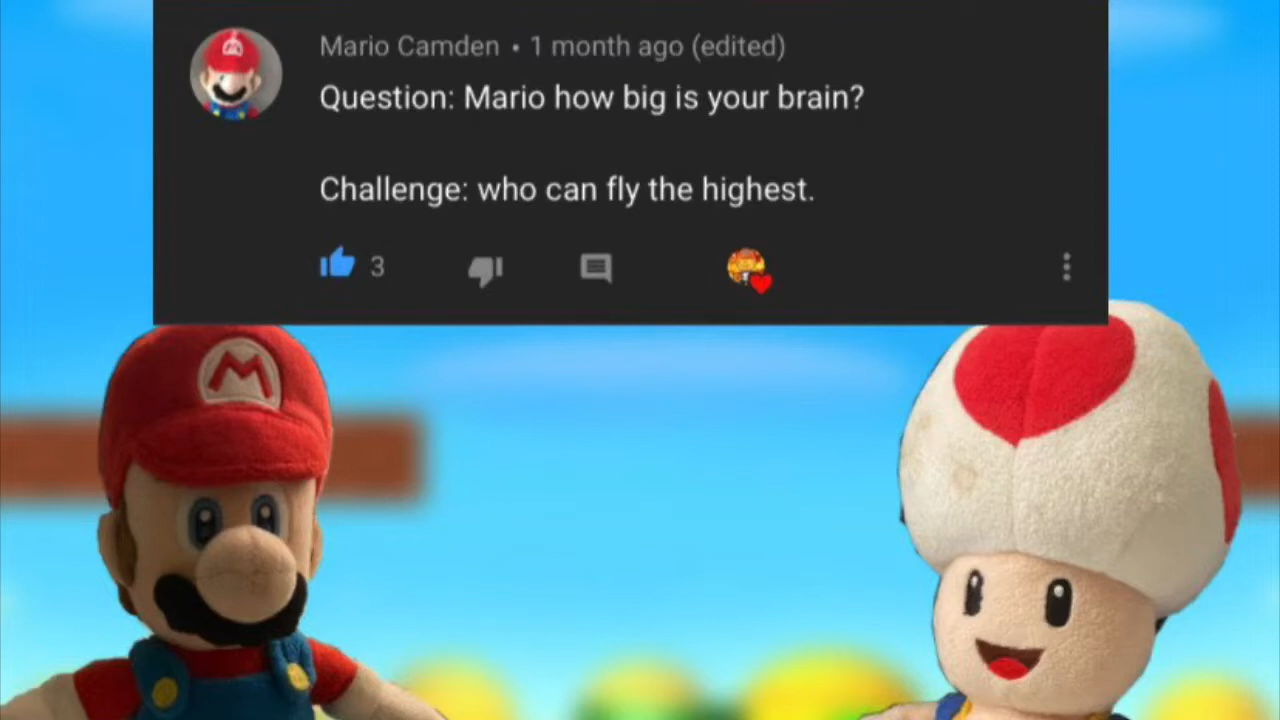 Mario Camden • 1 month ago (edited)
Question: Mario how big is your brain?
Challenge: who can fly the highest.
3
M